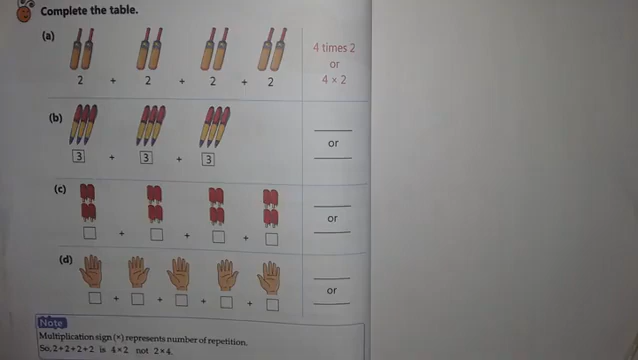 Complete the table.
(a)
2 + 2 + 2 + 2
4 times 2
or
4 × 2
(b)
3 + 3 + 3
or
(c)
+ + +
or
(d)
+ + + +
or
Note
Multiplication sign (×) represents number of repetition.
So, 2+2+2+2 is 4×2 not 2×4.